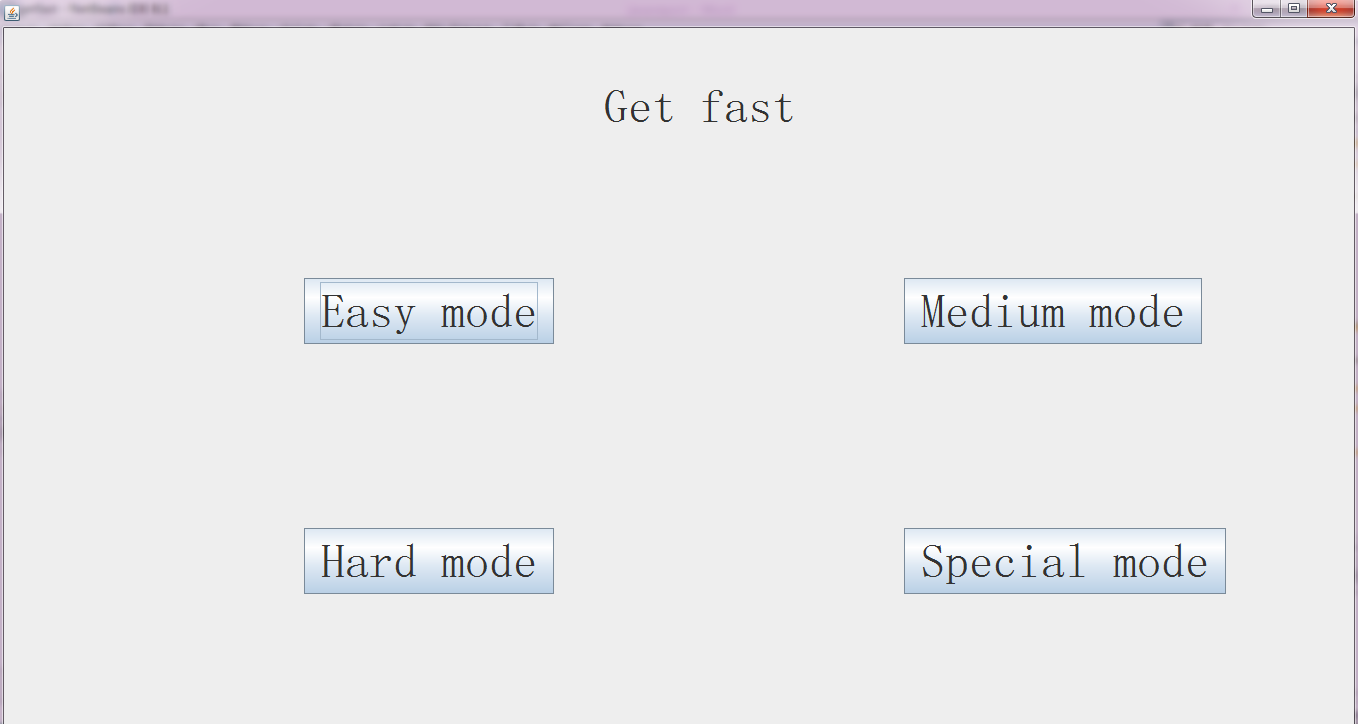 Get fast
Easy mode
Medium mode
Hard mode
Special mode